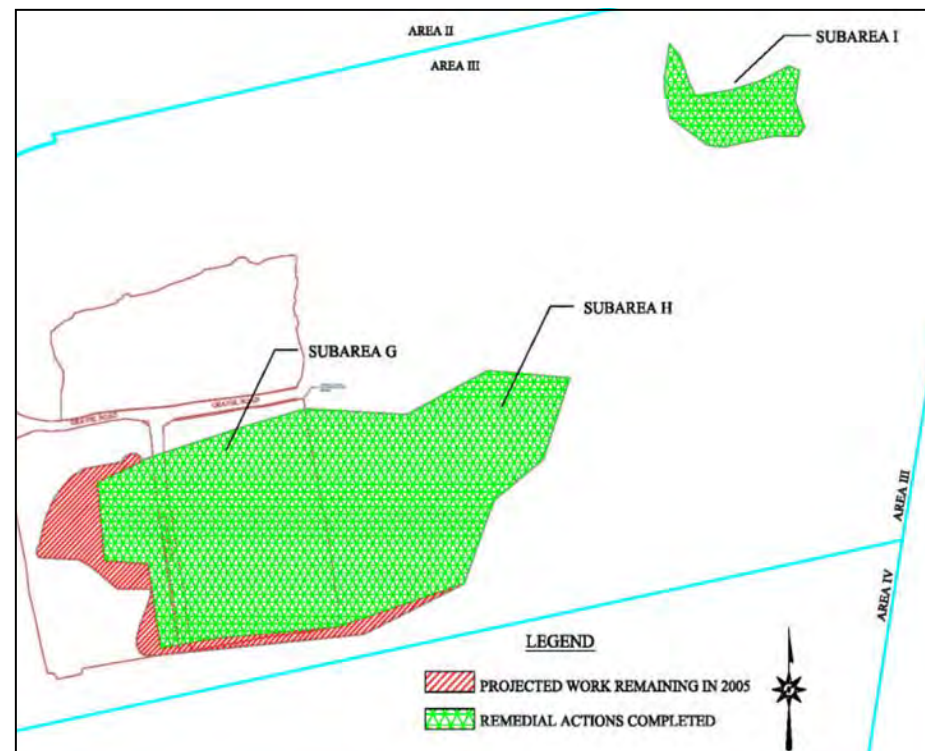 AREA II
AREA III
SUBAREA I
SUBAREA H
SUBAREA G
GRAVEL ROAD
GRAVEL ROAD
AREA III
AREA IV
LEGEND
PROJECTED WORK REMAINING IN 2005
REMEDIAL ACTIONS COMPLETED